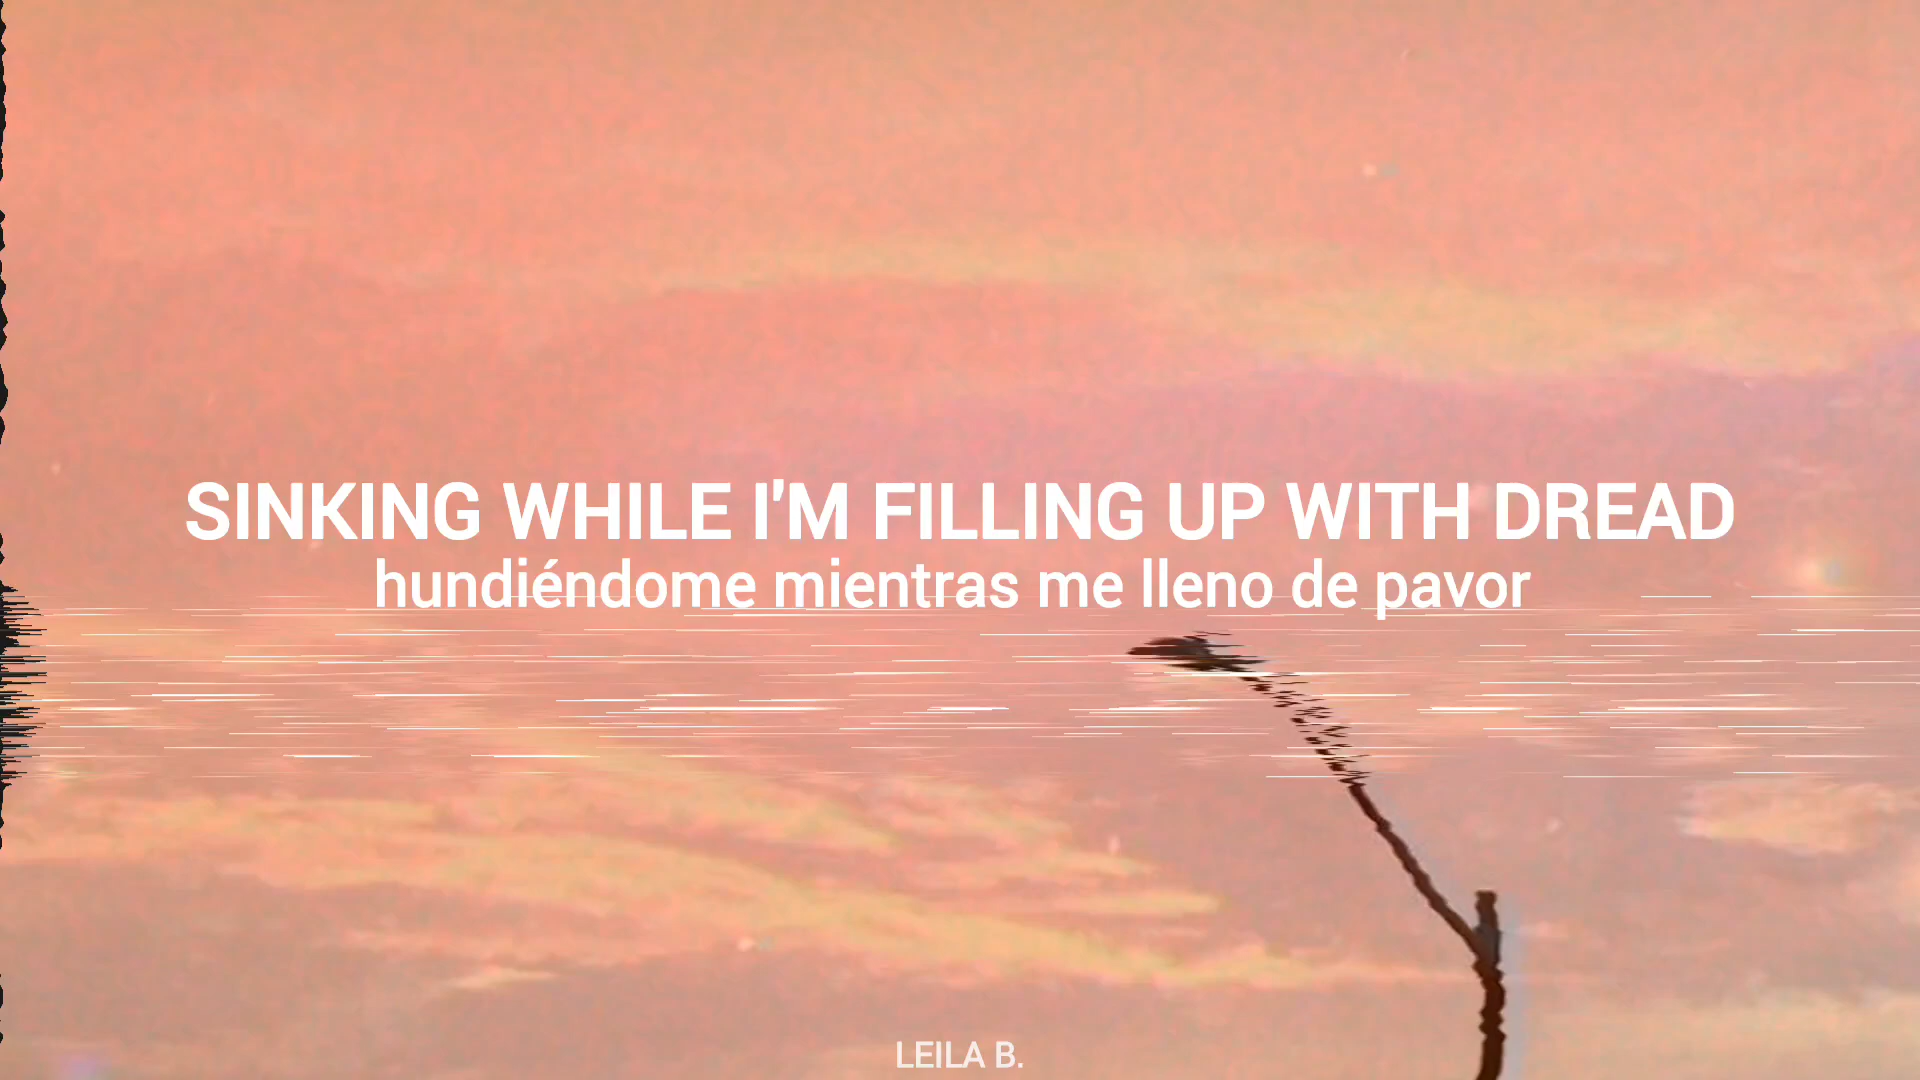 SINKING WHILE I'M FILLING UP WITH DREAD
hundiéndome mientras me lleno de pavor
LEILA B.